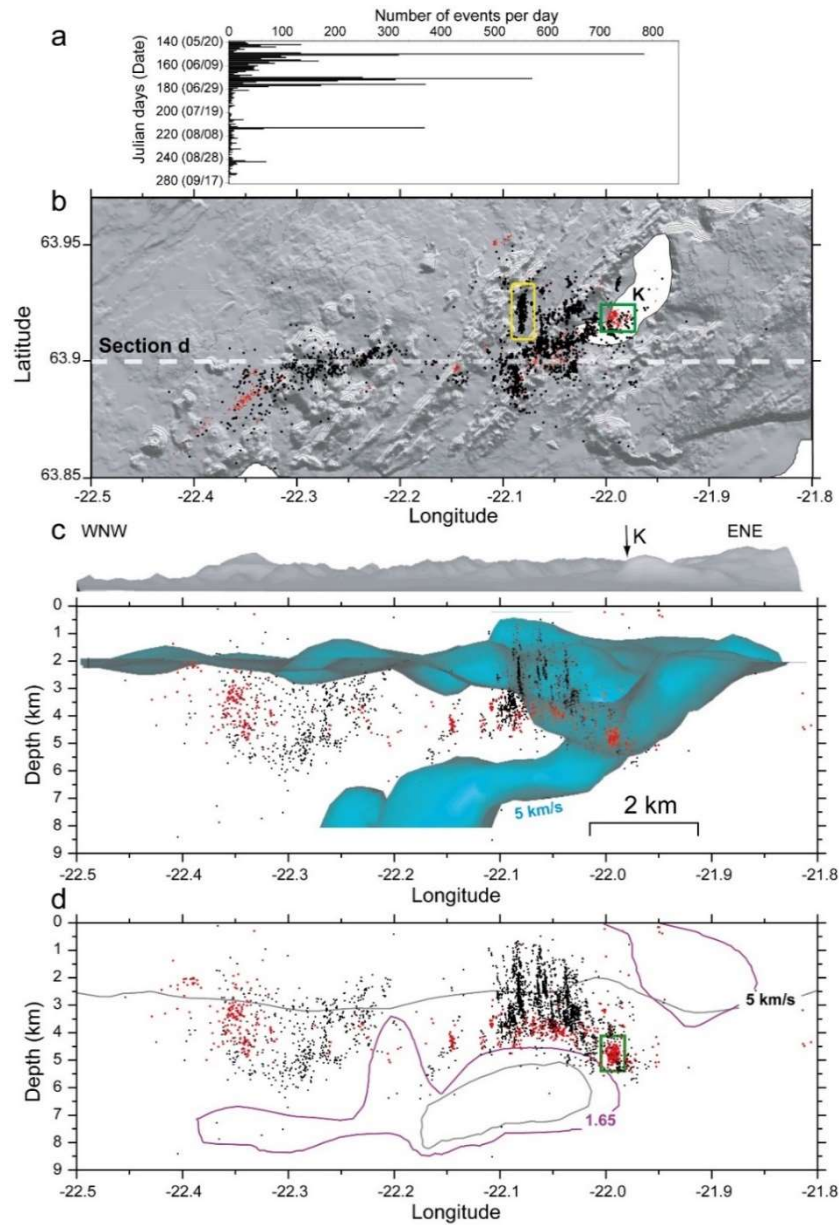 Number of events per day
a
0 100 200 300 400 500 600 700 800
Julian days (Date)
140 (05/20)
160 (06/09)
180 (06/29)
200 (07/19)
220 (08/08)
240 (08/28)
280 (09/17)
b
Latitude
63.95
63.9
63.85
K
Section d
-22.5 -22.4 -22.3 -22.2 -22.1 -22.0 -21.9 -21.8
Longitude
c
WNW
K
ENE
Depth (km)
0
1
2
3
4
5
6
7
8
9
5 km/s
2 km
-22.5 -22.4 -22.3 -22.2 -22.1 -22.0 -21.9 -21.8
Longitude
d
Depth (km)
0
1
2
3
4
5
6
7
8
9
5 km/s
1.65
-22.5 -22.4 -22.3 -22.2 -22.1 -22.0 -21.9 -21.8
Longitude